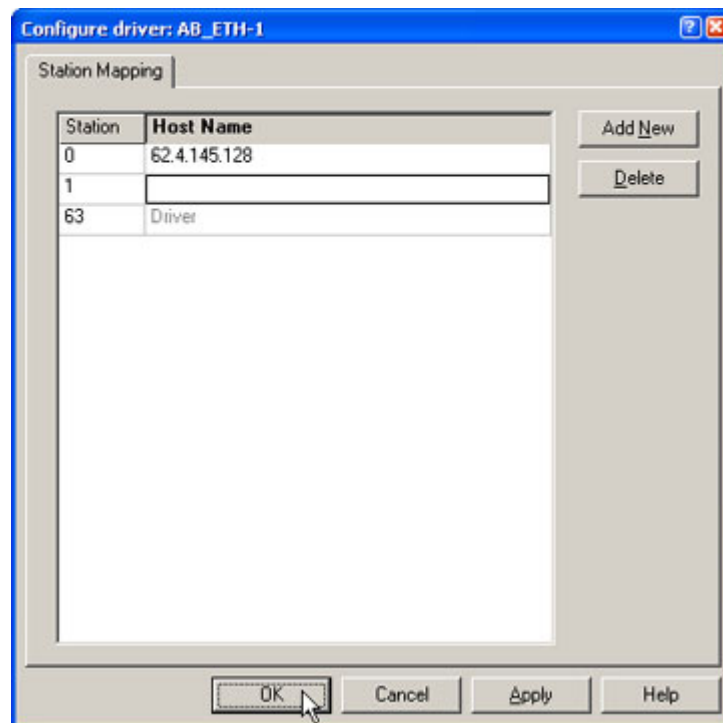 Configure driver: AB_ETH-1
Station Mapping
Station Host Name
0 62.4.145.128
1
63 Driver
Add New
Delete
OK Cancel Apply Help